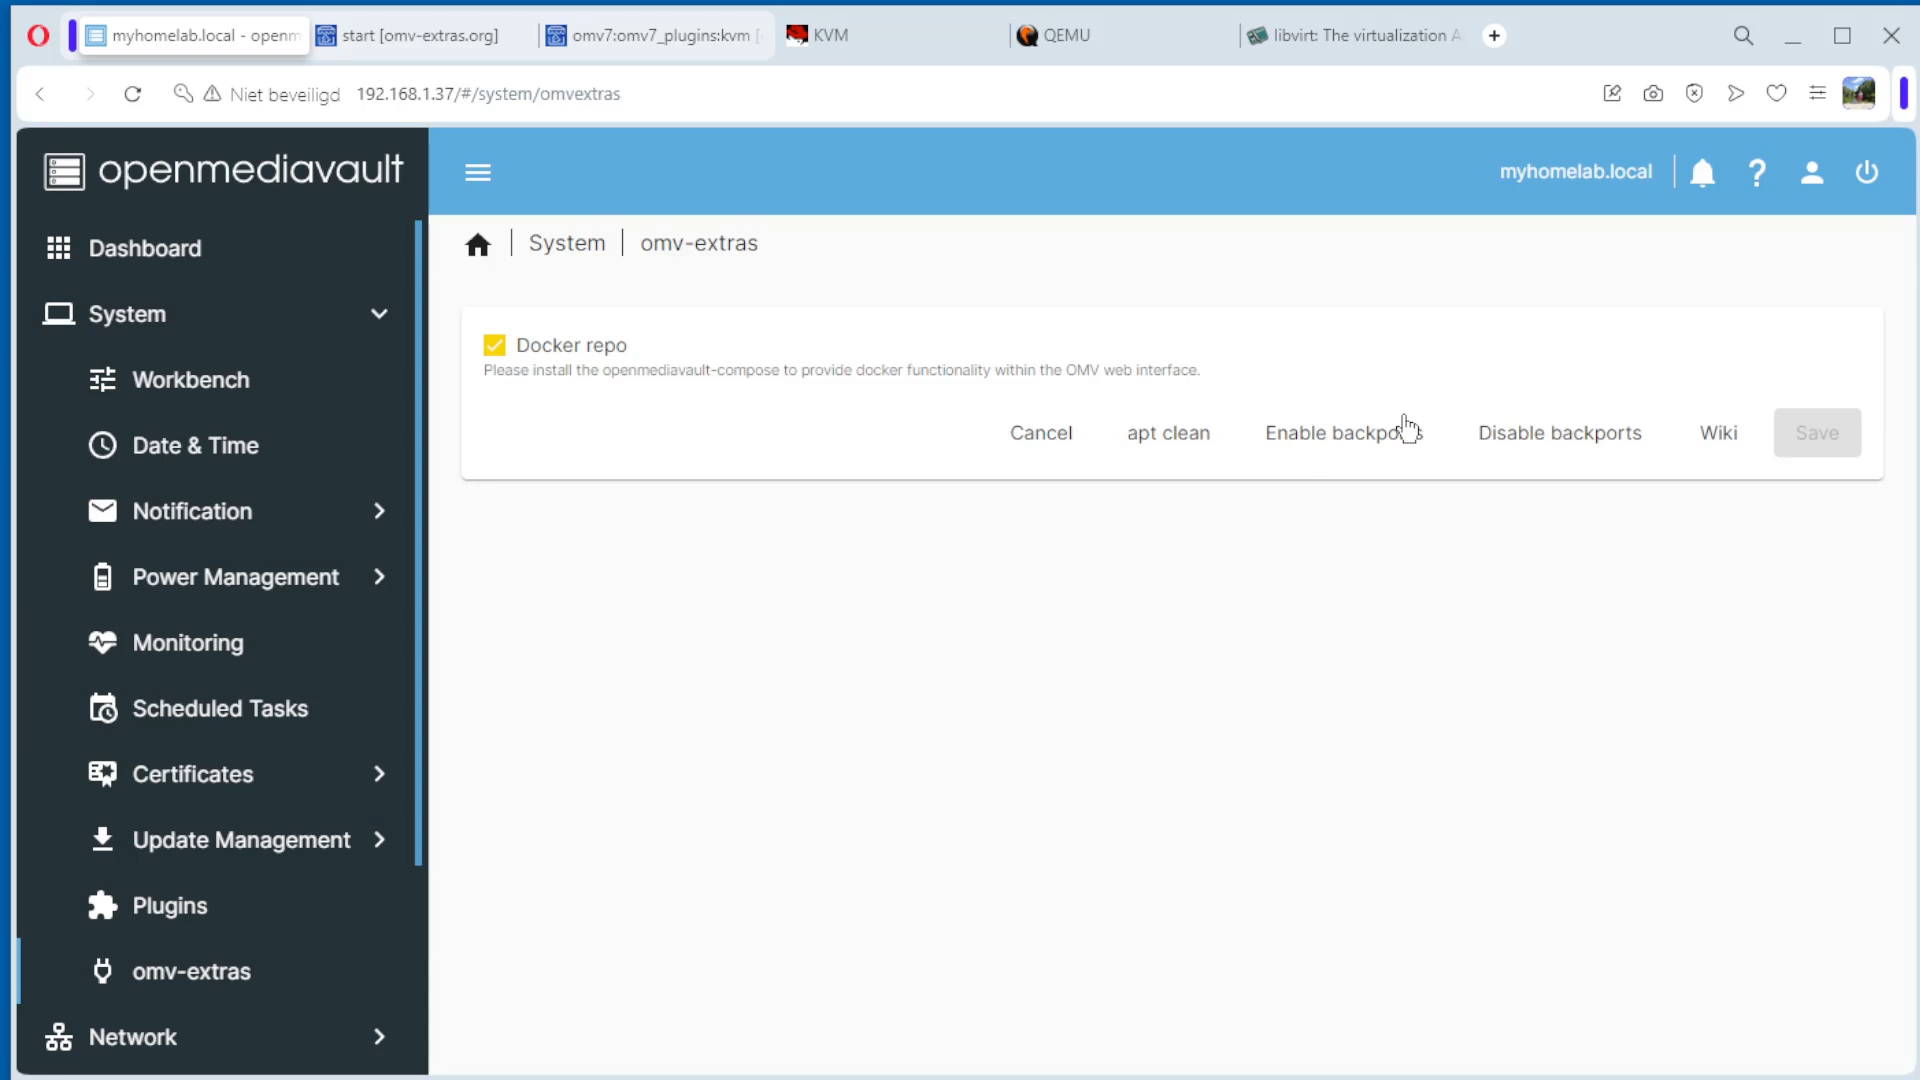 myhomelab.local - openm
start [omv-extras.org]
omv7:omv7_plugins:kvm [
KVM
QEMU
libvirt: The virtualization A
Niet beveiligd 192.168.1.37/#/system/omvextras
openmediavault
myhomelab.local
Dashboard
System
Workbench
Date & Time
Notification
Power Management
Monitoring
Scheduled Tasks
Certificates
Update Management
Plugins
omv-extras
Network
System | omv-extras
Docker repo
Please install the openmediavault-compose to provide docker functionality within the OMV web interface.
Cancel apt clean Enable backports Disable backports Wiki Save